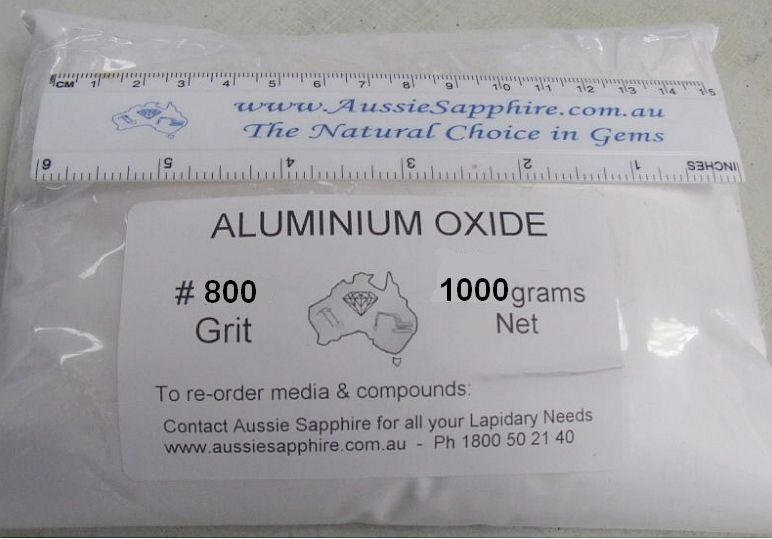 CM 1 2 3 4 5 6 7 8 9 10 11 12 13 14 15
www.AussieSapphire.com.au
The Natural Choice in Gems
6 5 4 3 2 1 INCHES
ALUMINIUM OXIDE
# 800 1000 grams
Grit Net
To re-order media & compounds:
Contact Aussie Sapphire for all your Lapidary Needs
www.aussiesapphire.com.au - Ph 1800 50 21 40